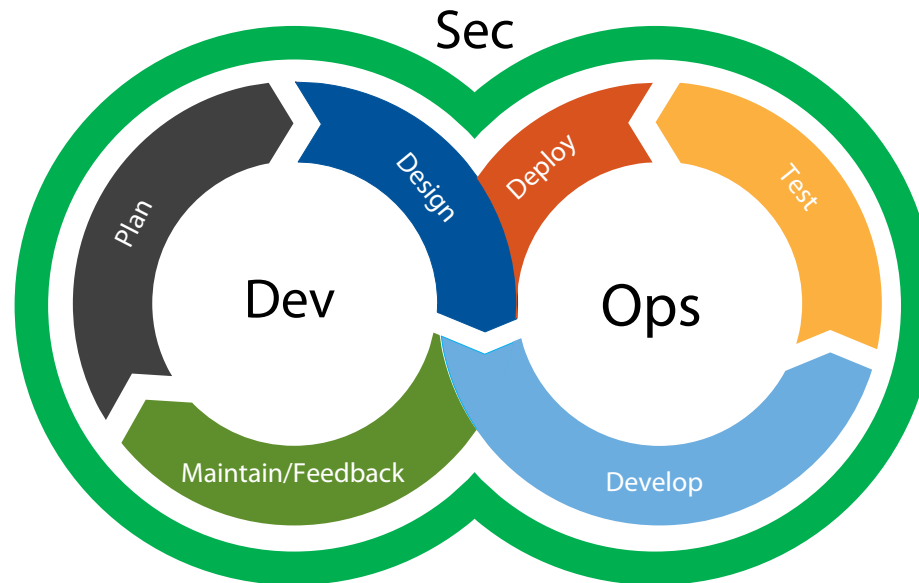 Sec
Plan
Design
Deploy
Test
Dev
Ops
Maintain/Feedback
Develop